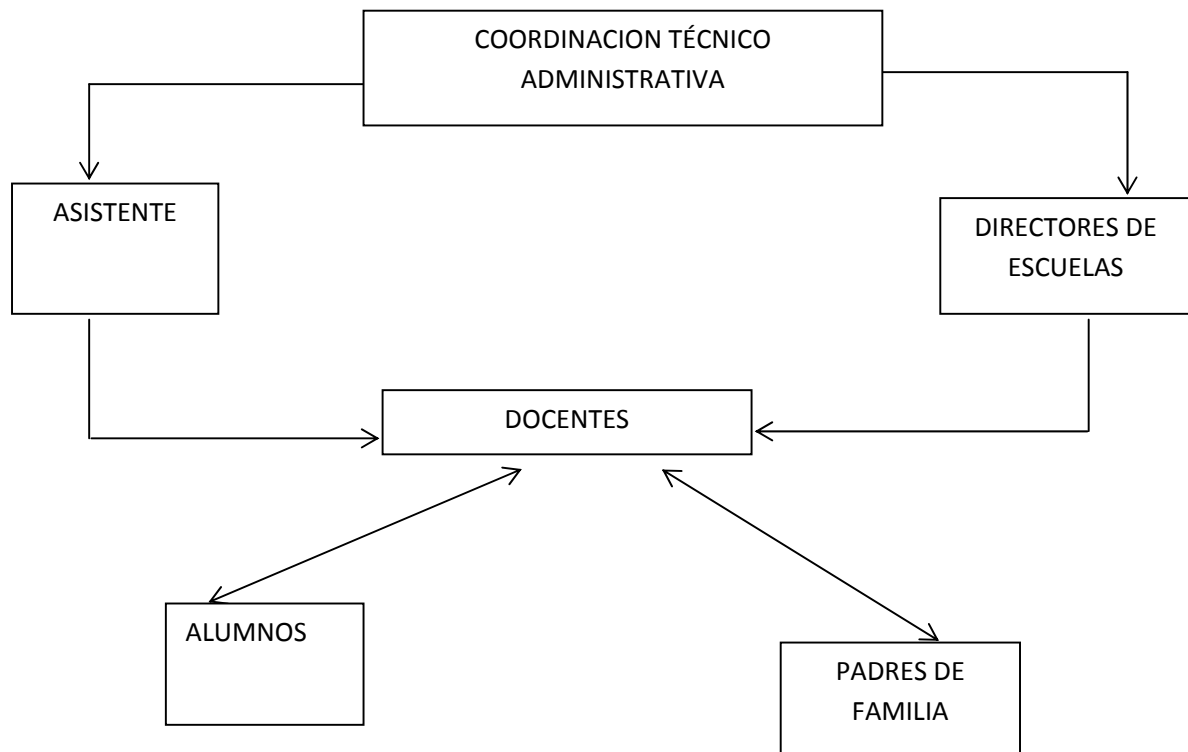 COORDINACION TÉCNICO
ADMINISTRATIVA
ASISTENTE
DIRECTORES DE
ESCUELAS
DOCENTES
ALUMNOS
PADRES DE
FAMILIA